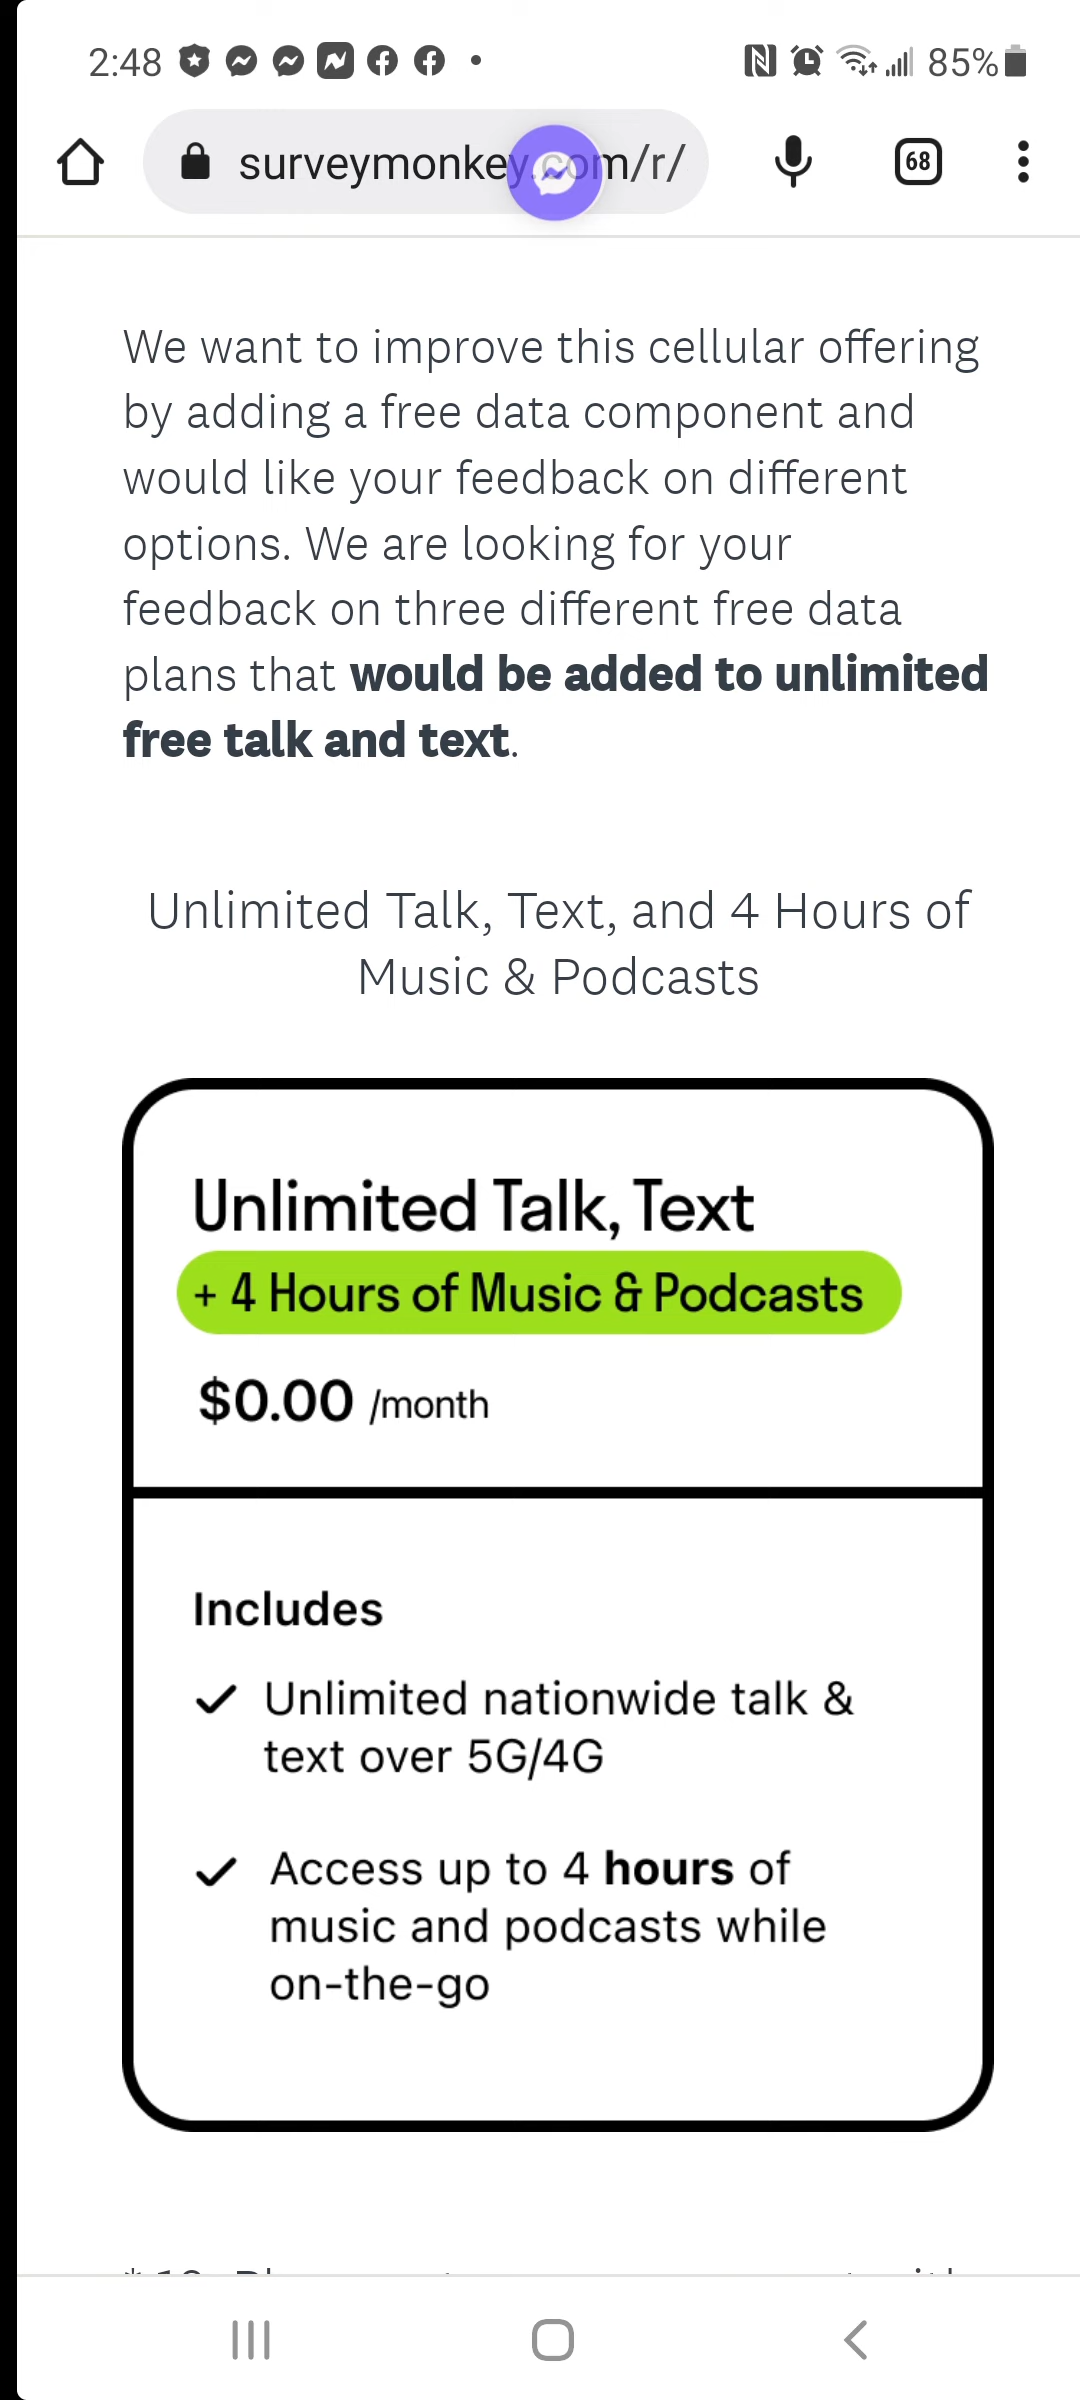 2:48
85%
surveymonkey.com/r/
68
We want to improve this cellular offering
by adding a free data component and
would like your feedback on different
options. We are looking for your
feedback on three different free data
plans that would be added to unlimited
free talk and text.
Unlimited Talk, Text, and 4 Hours of
Music & Podcasts
Unlimited Talk, Text
+ 4 Hours of Music & Podcasts
$0.00 /month
Includes
Unlimited nationwide talk &
text over 5G/4G
Access up to 4 hours of
music and podcasts while
on-the-go